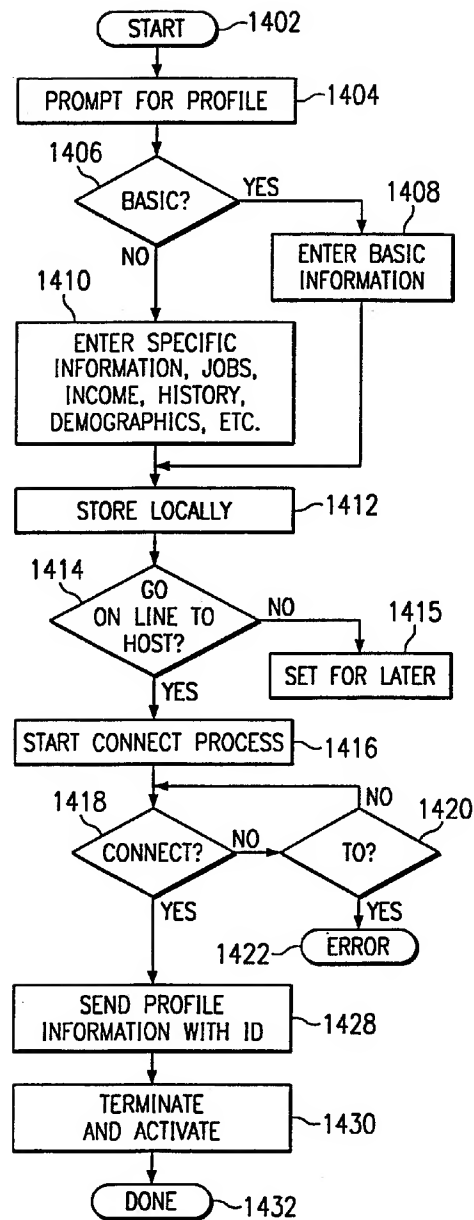 START
1402
PROMPT FOR PROFILE
1404
1406
BASIC?
YES
1408
NO
ENTER BASIC
INFORMATION
1410
ENTER SPECIFIC
INFORMATION, JOBS,
INCOME, HISTORY,
DEMOGRAPHICS, ETC.
STORE LOCALLY
1412
1414
GO
ON LINE TO
HOST?
NO
1415
SET FOR LATER
YES
START CONNECT PROCESS
1416
NO
1418
1420
CONNECT?
NO
TO?
YES
YES
1422
ERROR
SEND PROFILE
INFORMATION WITH ID
1428
TERMINATE
AND ACTIVATE
1430
DONE
1432